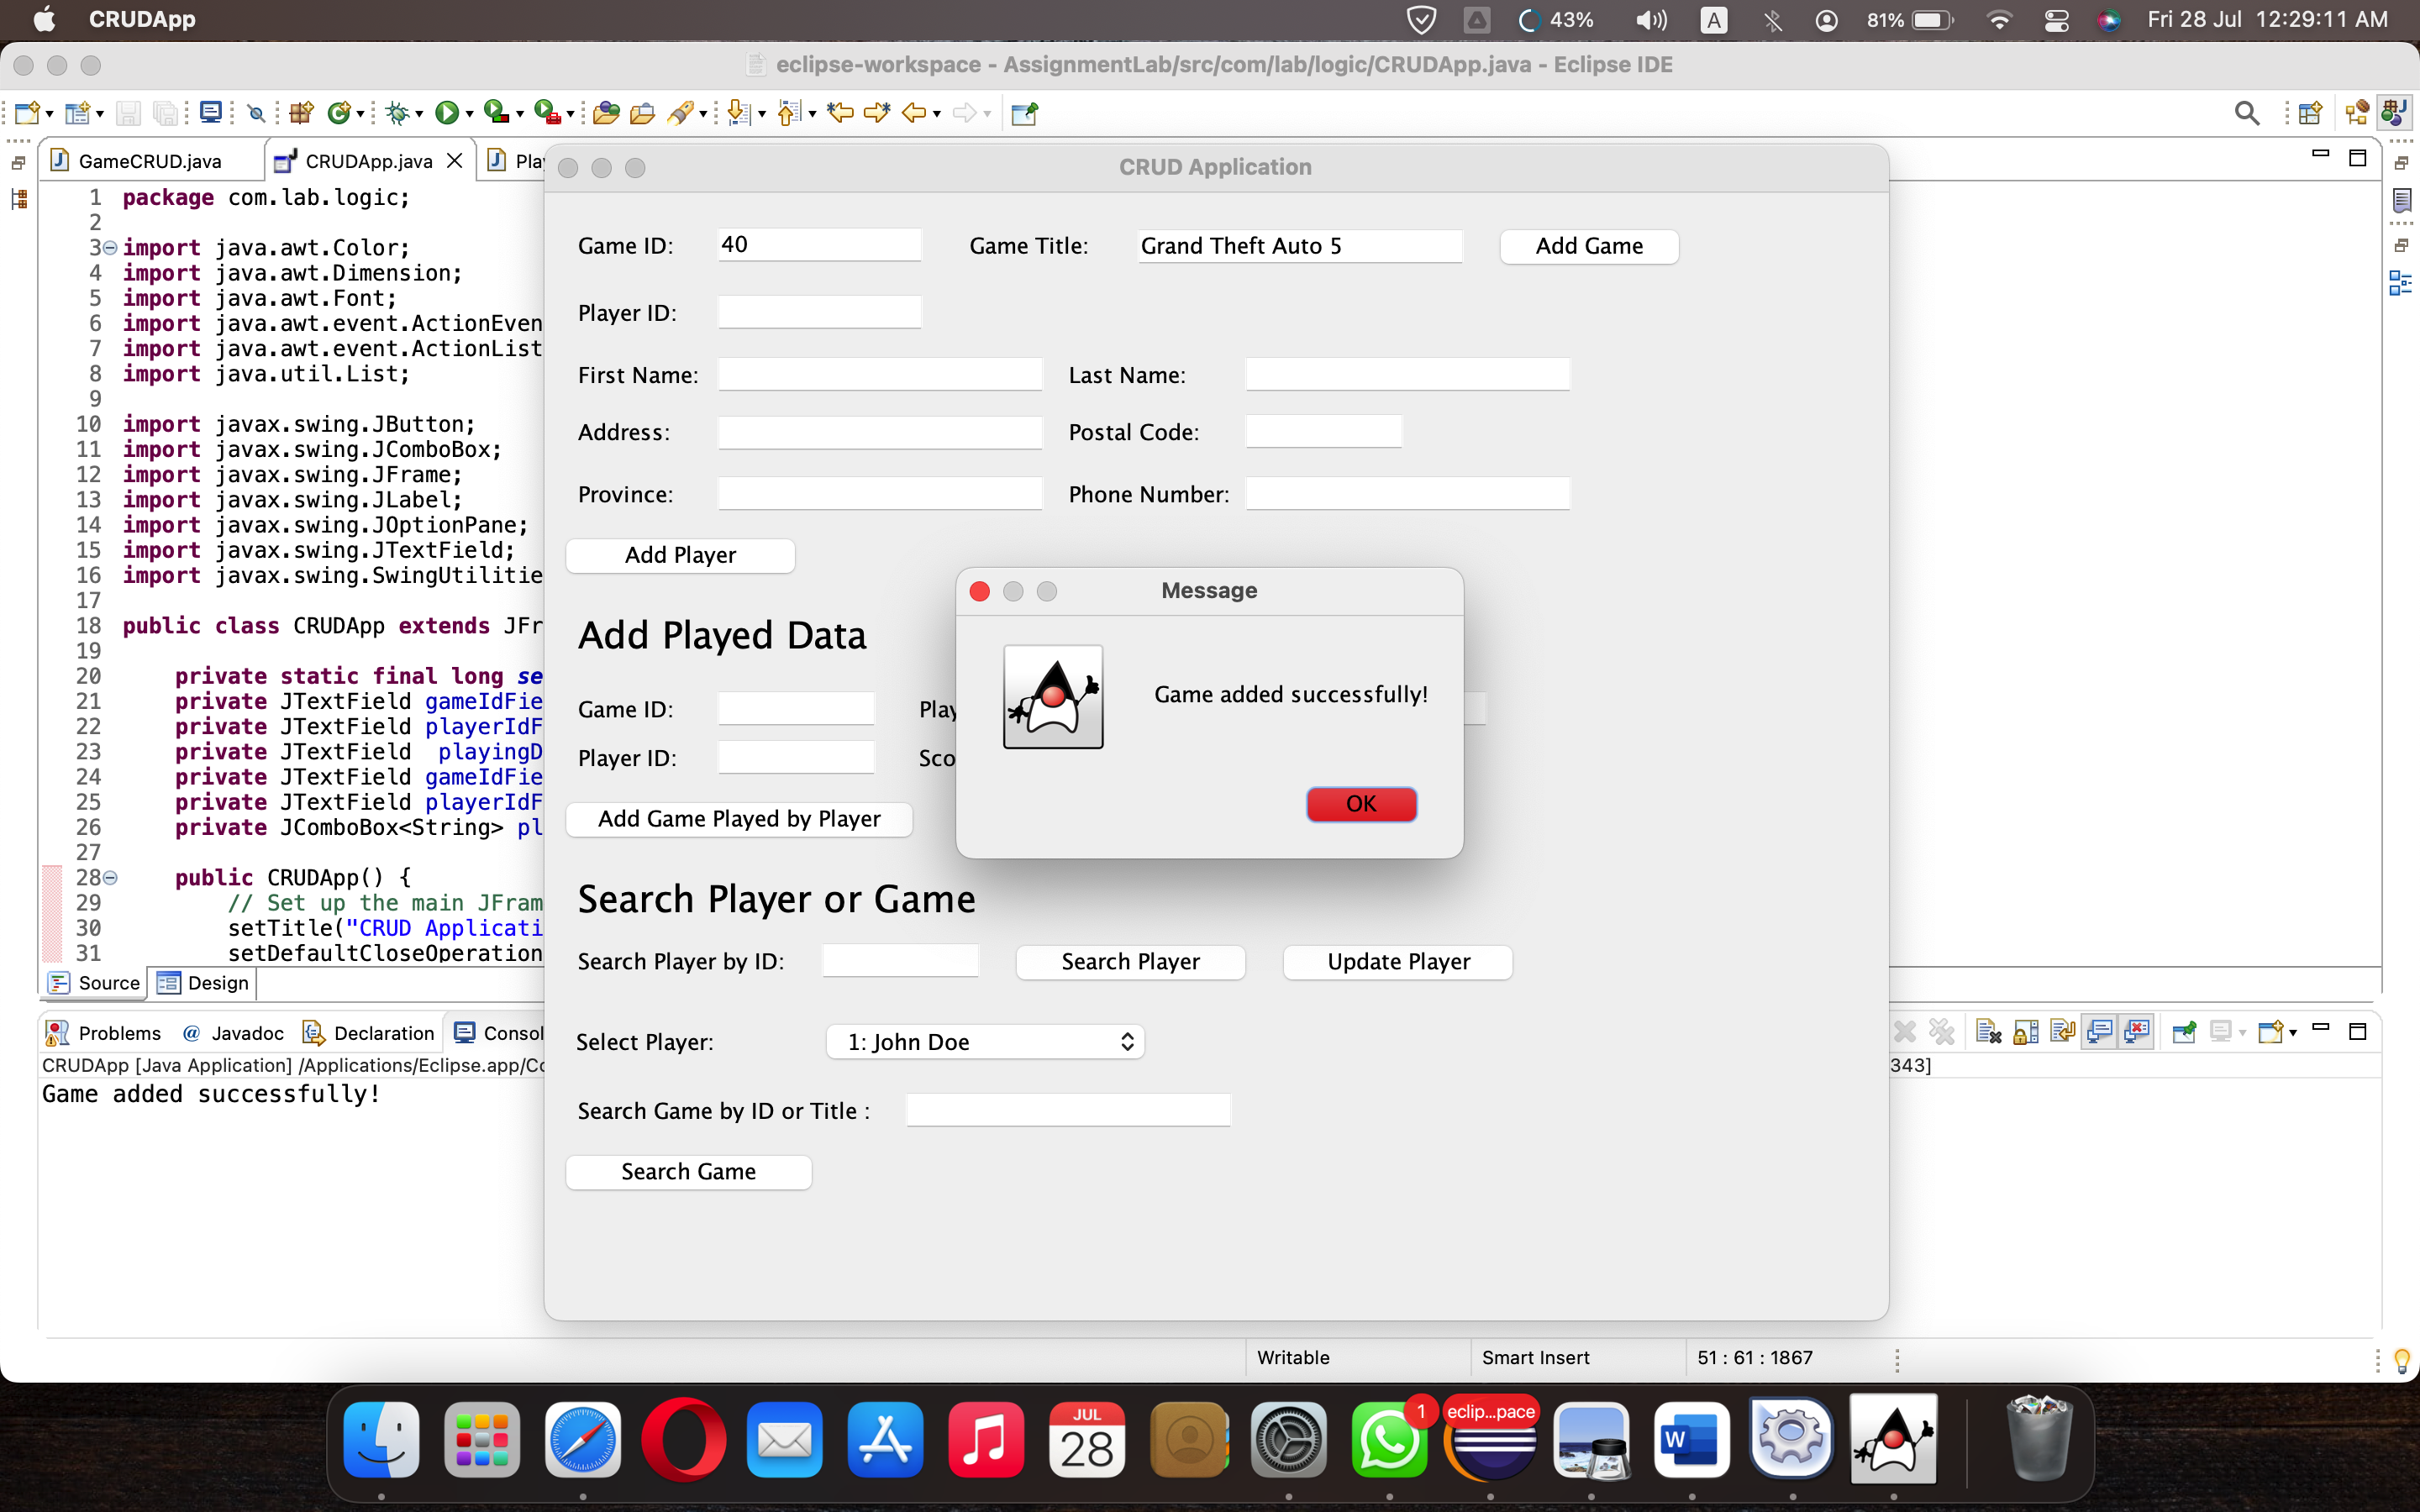 CRUDApp
43%
A
81%
Fri 28 Jul 12:29:11 AM
eclipse-workspace - AssignmentLab/src/com/lab/logic/CRUDApp.java - Eclipse IDE
GameCRUD.java
CRUDApp.java
Pla
1 package com.lab.logic;
2
3 import java.awt.Color;
4 import java.awt.Dimension;
5 import java.awt.Font;
6 import java.awt.event.ActionEven
7 import java.awt.event.ActionList
8 import java.util.List;
9
10 import javax.swing.JButton;
11 import javax.swing.JComboBox;
12 import javax.swing.JFrame;
13 import javax.swing.JLabel;
14 import javax.swing.JOptionPane;
15 import javax.swing.JTextField;
16 import javax.swing.SwingUtilitie
17
18 public class CRUDApp extends JFr
19
20 private static final long se
21 private JTextField gameIdFie
22 private JTextField playerIdF
23 private JTextField playingD
24 private JTextField gameIdFie
25 private JTextField playerIdF
26 private JComboBox<String> pl
27
28 public CRUDApp() {
29 // Set up the main JFram
30 setTitle("CRUD Applicati
31 setDefaultCloseOperation
Source
Design
CRUD Application
Game ID: 40 Game Title: Grand Theft Auto 5 Add Game
Player ID:
First Name: Last Name:
Address: Postal Code:
Province: Phone Number:
Add Player
Add Played Data
Game ID: Play
Player ID: Sco
Add Game Played by Player
Message
Game added successfully!
OK
Search Player or Game
Search Player by ID: Search Player Update Player
Select Player: 1: John Doe
Search Game by ID or Title :
Search Game
Problems @ Javadoc Declaration Consol
CRUDApp [Java Application] /Applications/Eclipse.app/Co
343]
Game added successfully!
Writable
Smart Insert
51 : 61 : 1867
JUL
28
1
eclip...pace
W